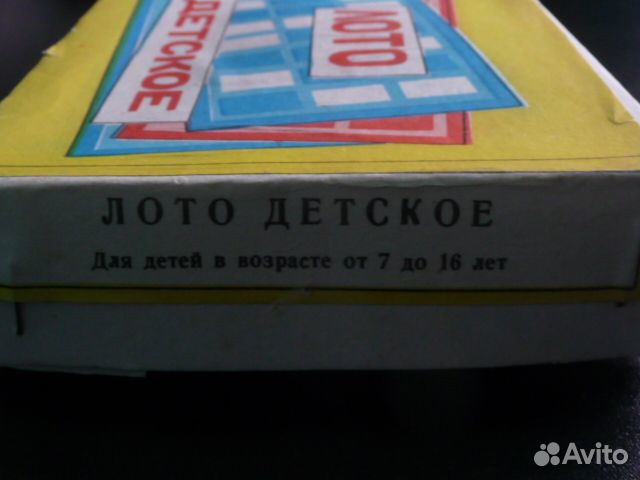 ДЕТСКОЕ
ЛОТО
ЛОТО ДЕТСКОЕ
Для детей в возрасте от 7 до 16 лет
Avito